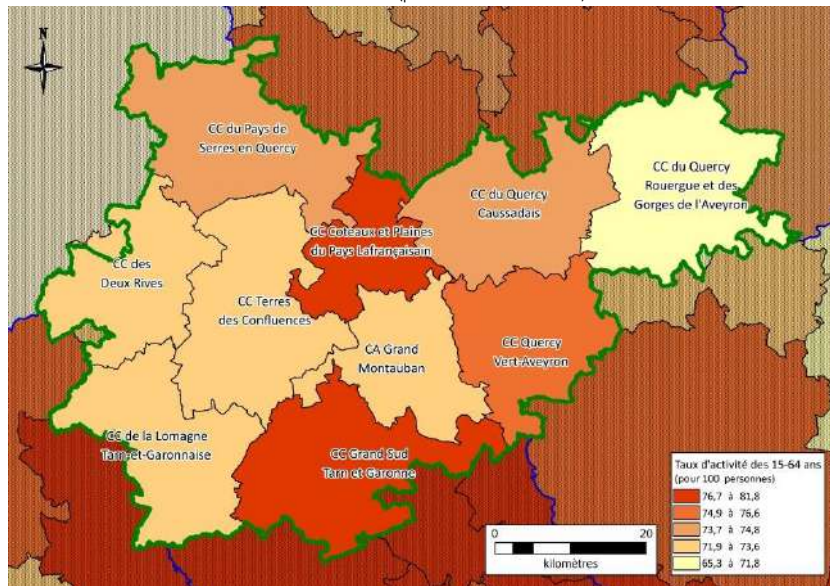 N
CC du Pays de
Serres en Quercy
CC du Quercy
Rouergue et des
Gorges de l'Aveyron
CC du Quercy
Caussadais
CC Coteaux et Plaines
du Pays Lafrançaisain
CC des
Deux Rives
CC Terres
des Confluences
CA Grand
Montauban
CC Quercy
Vert-Aveyron
CC de la Lomagne
Tarn-et-Garonnaise
CC Grand Sud
Tarn et Garonne
Taux d'activité des 15-64 ans
(pour 100 personnes)
76,7 à 81,8
74,9 à 76,6
73,7 à 74,8
71,9 à 73,6
65,3 à 71,8
0 20
kilomètres